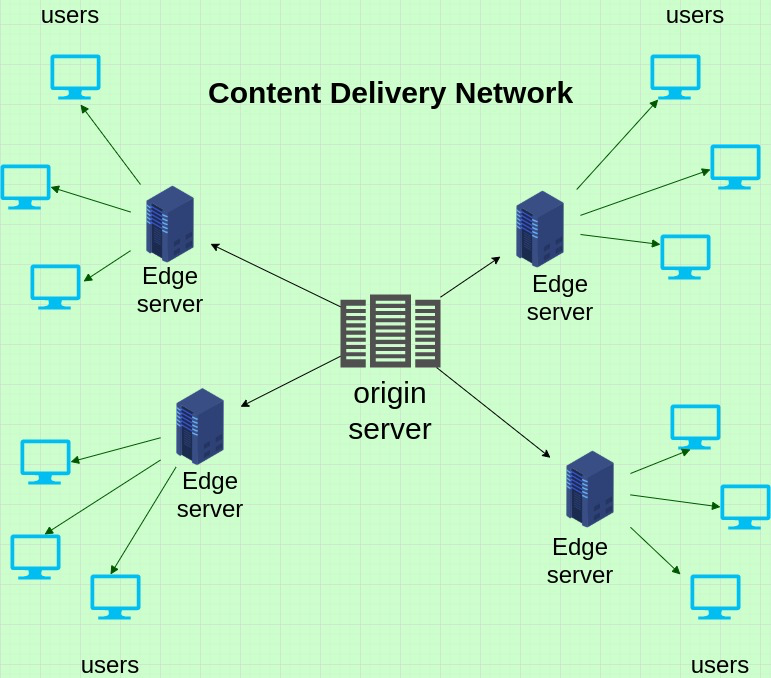 users
users
Content Delivery Network
Edge
server
Edge
server
origin
server
Edge
server
Edge
server
users
users